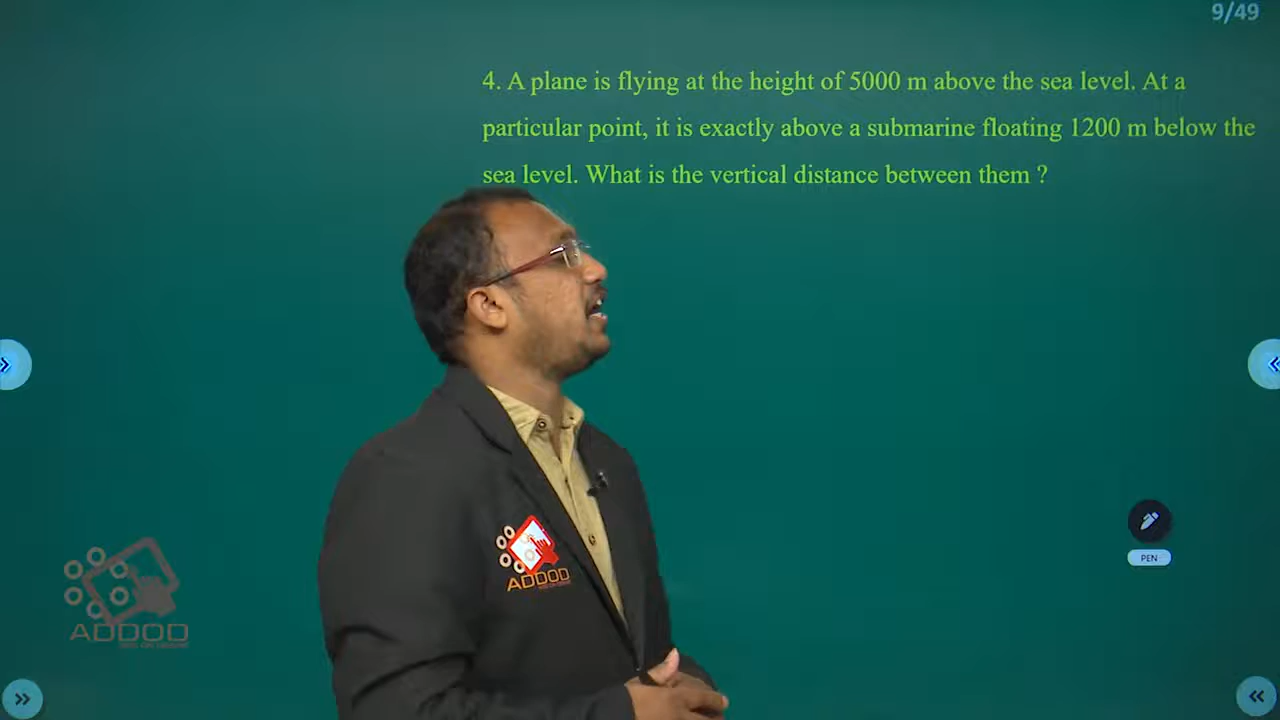 9/49
4. A plane is flying at the height of 5000 m above the sea level. At a
particular point, it is exactly above a submarine floating 1200 m below the
sea level. What is the vertical distance between them ?
ADDOD
PEN
ADDOD